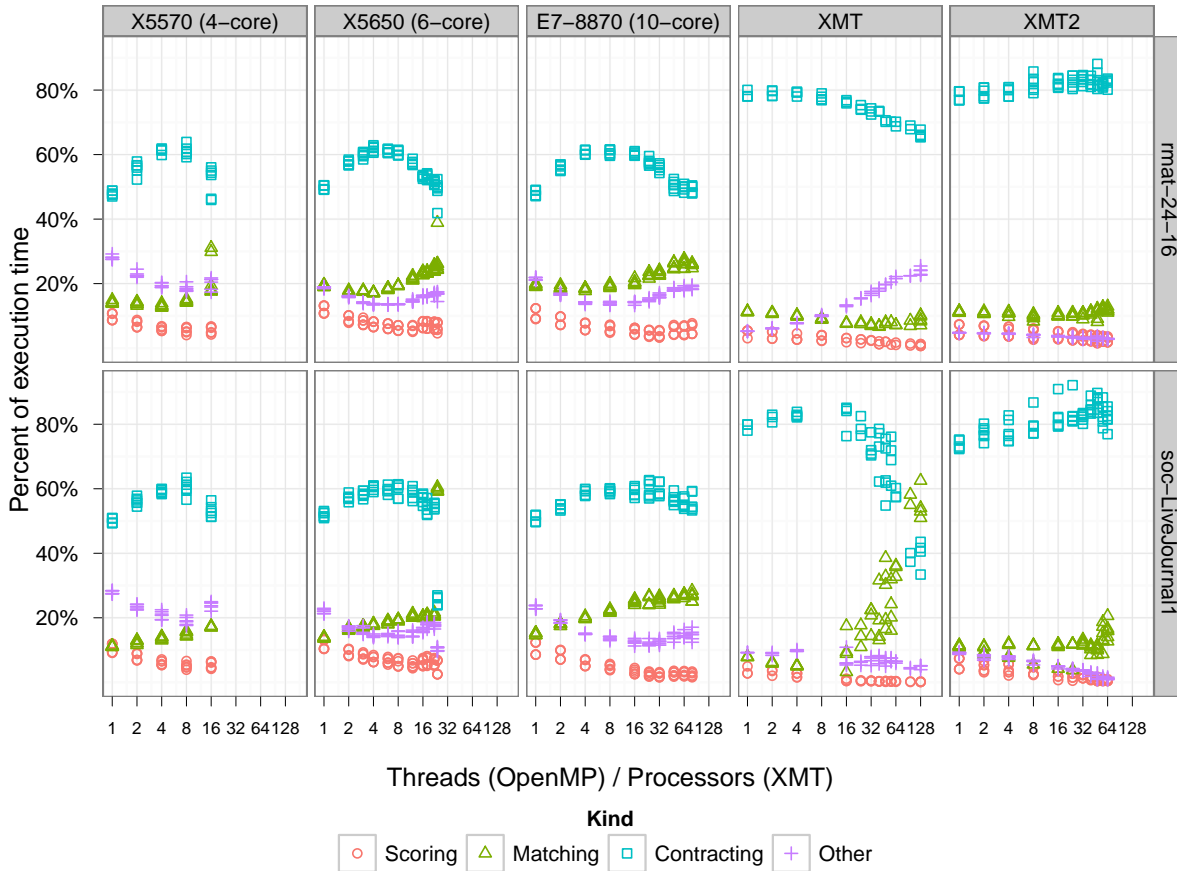 X5570 (4-core) X5650 (6-core) E7-8870 (10-core) XMT XMT2
80%
60%
40%
20%
rmat-24-16
80%
60%
40%
20%
soc-LiveJournal1
Percent of execution time
1 2 4 8 16 32 64 128 1 2 4 8 16 32 64 128 1 2 4 8 16 32 64 128 1 2 4 8 16 32 64 128 1 2 4 8 16 32 64 128
Threads (OpenMP) / Processors (XMT)
Kind
Scoring Matching Contracting Other